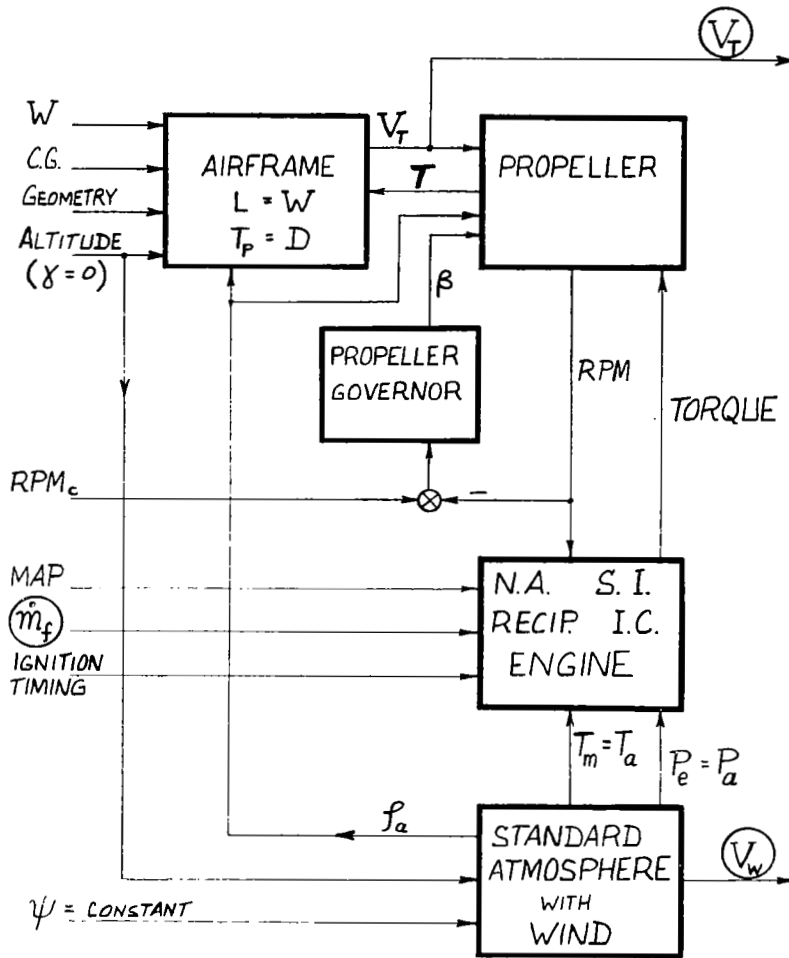 V_T
W
C.G.
GEOMETRY
ALTITUDE
(γ=0)
AIRFRAME
L = W
T_P = D
V_T
T
PROPELLER
β
PROPELLER
GOVERNOR
RPM
TORQUE
RPM_c
−
MAP
ṁ_f
IGNITION
TIMING
N.A. S.I.
RECIP. I.C.
ENGINE
T_m=T_a
P_e=P_a
ρ_a
STANDARD
ATMOSPHERE
WITH
WIND
V_W
ψ = CONSTANT